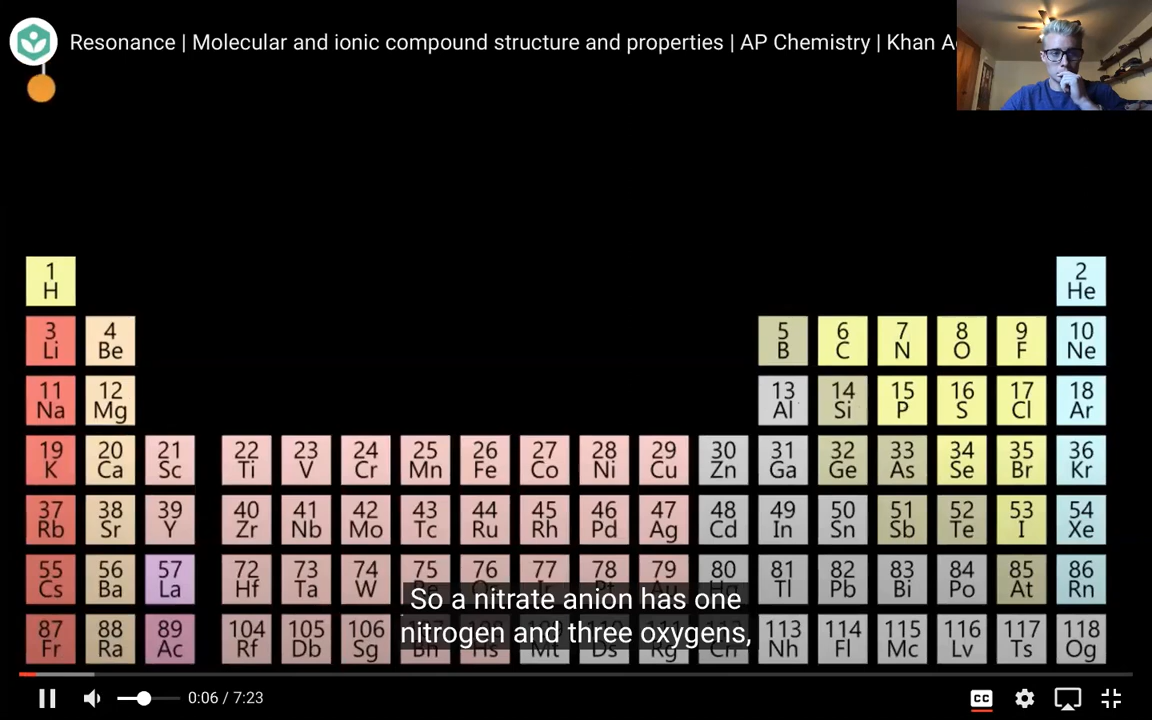 Resonance | Molecular and ionic compound structure and properties | AP Chemistry | Khan A
1
H
2
He
3
Li
4
Be
5
B
6
C
7
N
8
O
9
F
10
Ne
11
Na
12
Mg
13
Al
14
Si
15
P
16
S
17
Cl
18
Ar
19
K
20
Ca
21
Sc
22
Ti
23
V
24
Cr
25
Mn
26
Fe
27
Co
28
Ni
29
Cu
30
Zn
31
Ga
32
Ge
33
As
34
Se
35
Br
36
Kr
37
Rb
38
Sr
39
Y
40
Zr
41
Nb
42
Mo
43
Tc
44
Ru
45
Rh
46
Pd
47
Ag
48
Cd
49
In
50
Sn
51
Sb
52
Te
53
I
54
Xe
55
Cs
56
Ba
57
La
72
Hf
73
Ta
74
W
75
76
77
78
79
80
81
Tl
82
Pb
83
Bi
84
Po
85
At
86
Rn
87
Fr
88
Ra
89
Ac
104
Rf
105
Db
106
Sg
Bh
Hs
Mt
Ds
Rg
Cn
113
Nh
114
Fl
115
Mc
116
Lv
117
Ts
118
Og
So a nitrate anion has one
nitrogen and three oxygens,
0:06 / 7:23
CC